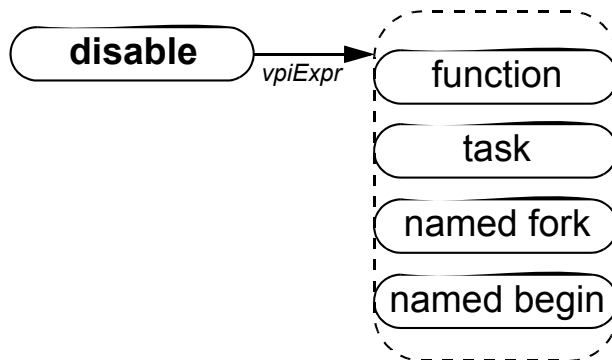 disable
vpiExpr
function
task
named fork
named begin